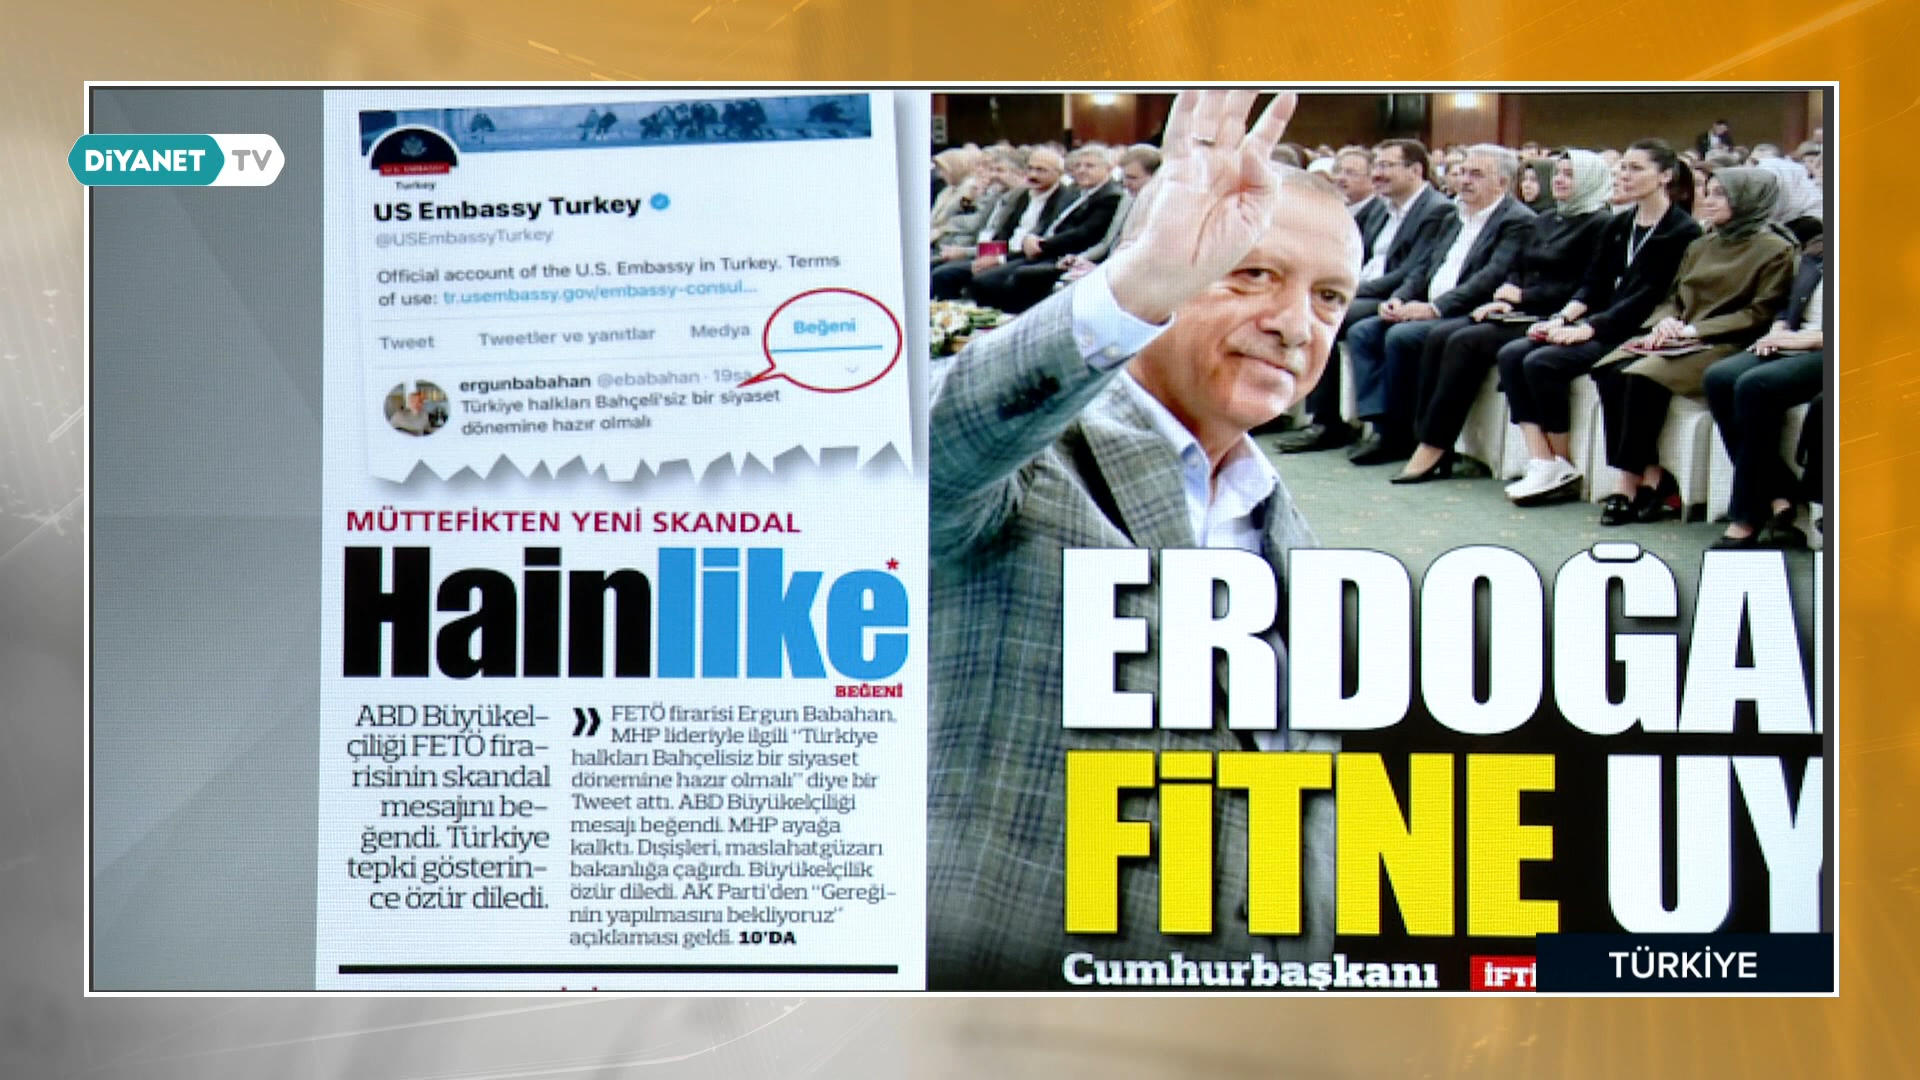 DİYANET TV
Turkey
US Embassy Turkey
@USEmbassyTurkey
Official account of the U.S. Embassy in Turkey. Terms
of use: tr.usembassy.gov/embassy-consul...
Tweet Tweetler ve yanıtlar Medya Beğeni
ergunbabahan @ebabahan · 19sa
Türkiye halkları Bahçeli'siz bir siyaset
dönemine hazır olmalı
MÜTTEFİKTEN YENİ SKANDAL
Hainlike*
BEĞENİ
ABD Büyükel-
çiliği FETÖ fira-
risinin skandal
mesajını be-
ğendi. Türkiye
tepki gösterin-
ce özür diledi.
» FETÖ firarisi Ergun Babahan,
MHP lideriyle ilgili "Türkiye
halkları Bahçelisiz bir siyaset
dönemine hazır olmalı" diye bir
Tweet attı. ABD Büyükelçiliği
mesajı beğendi. MHP ayağa
kalktı. Dışişleri, maslahatgüzarı
bakanlığa çağırdı. Büyükelçilik
özür diledi. AK Parti'den "Gereği-
nin yapılmasını bekliyoruz"
açıklaması geldi. 10'DA
ERDOĞA
FİTNE UY
Cumhurbaşkanı İFTİ
TÜRKİYE